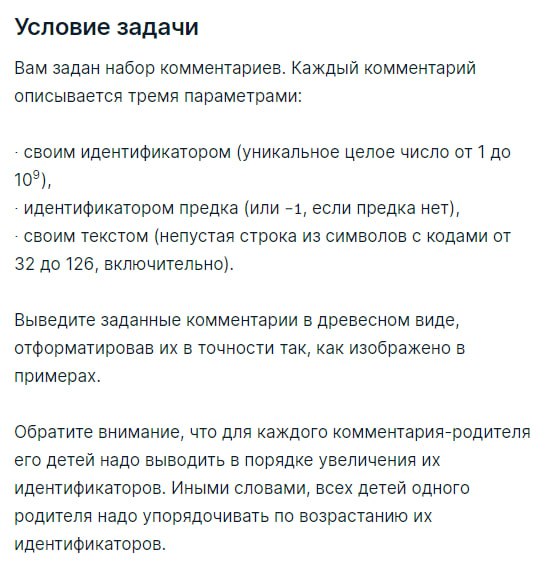 Условие задачи
Вам задан набор комментариев. Каждый комментарий
описывается тремя параметрами:
· своим идентификатором (уникальное целое число от 1 до
10⁹),
· идентификатором предка (или −1, если предка нет),
· своим текстом (непустая строка из символов с кодами от
32 до 126, включительно).
Выведите заданные комментарии в древесном виде,
отформатировав их в точности так, как изображено в
примерах.
Обратите внимание, что для каждого комментария-родителя
его детей надо выводить в порядке увеличения их
идентификаторов. Иными словами, всех детей одного
родителя надо упорядочивать по возрастанию их
идентификаторов.